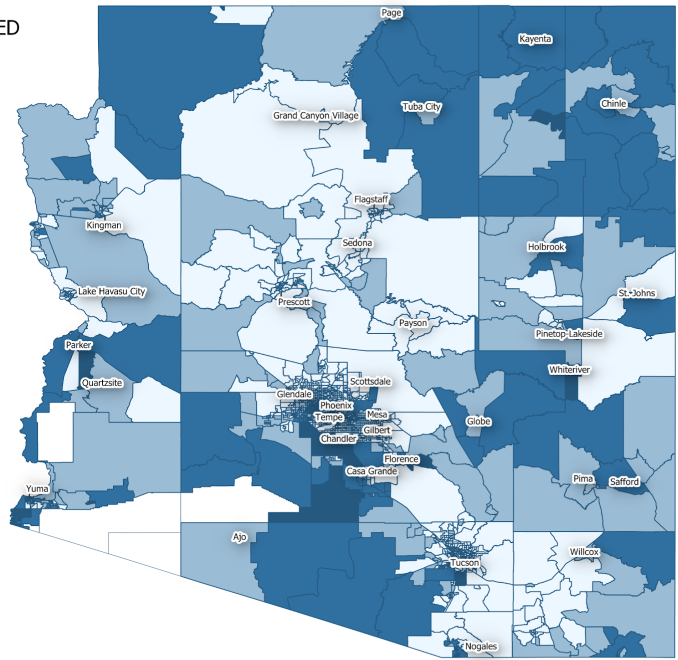 ED
Page
Kayenta
Tuba City
Chinle
Grand Canyon Village
Flagstaff
Kingman
Sedona
Holbrook
Lake Havasu City
St. Johns
Prescott
Payson
Pinetop-Lakeside
Parker
Whiteriver
Quartzsite
Scottsdale
Glendale
Phoenix
Tempe
Mesa
Globe
Gilbert
Chandler
Florence
Casa Grande
Pima
Safford
Yuma
Ajo
Willcox
Tucson
Nogales